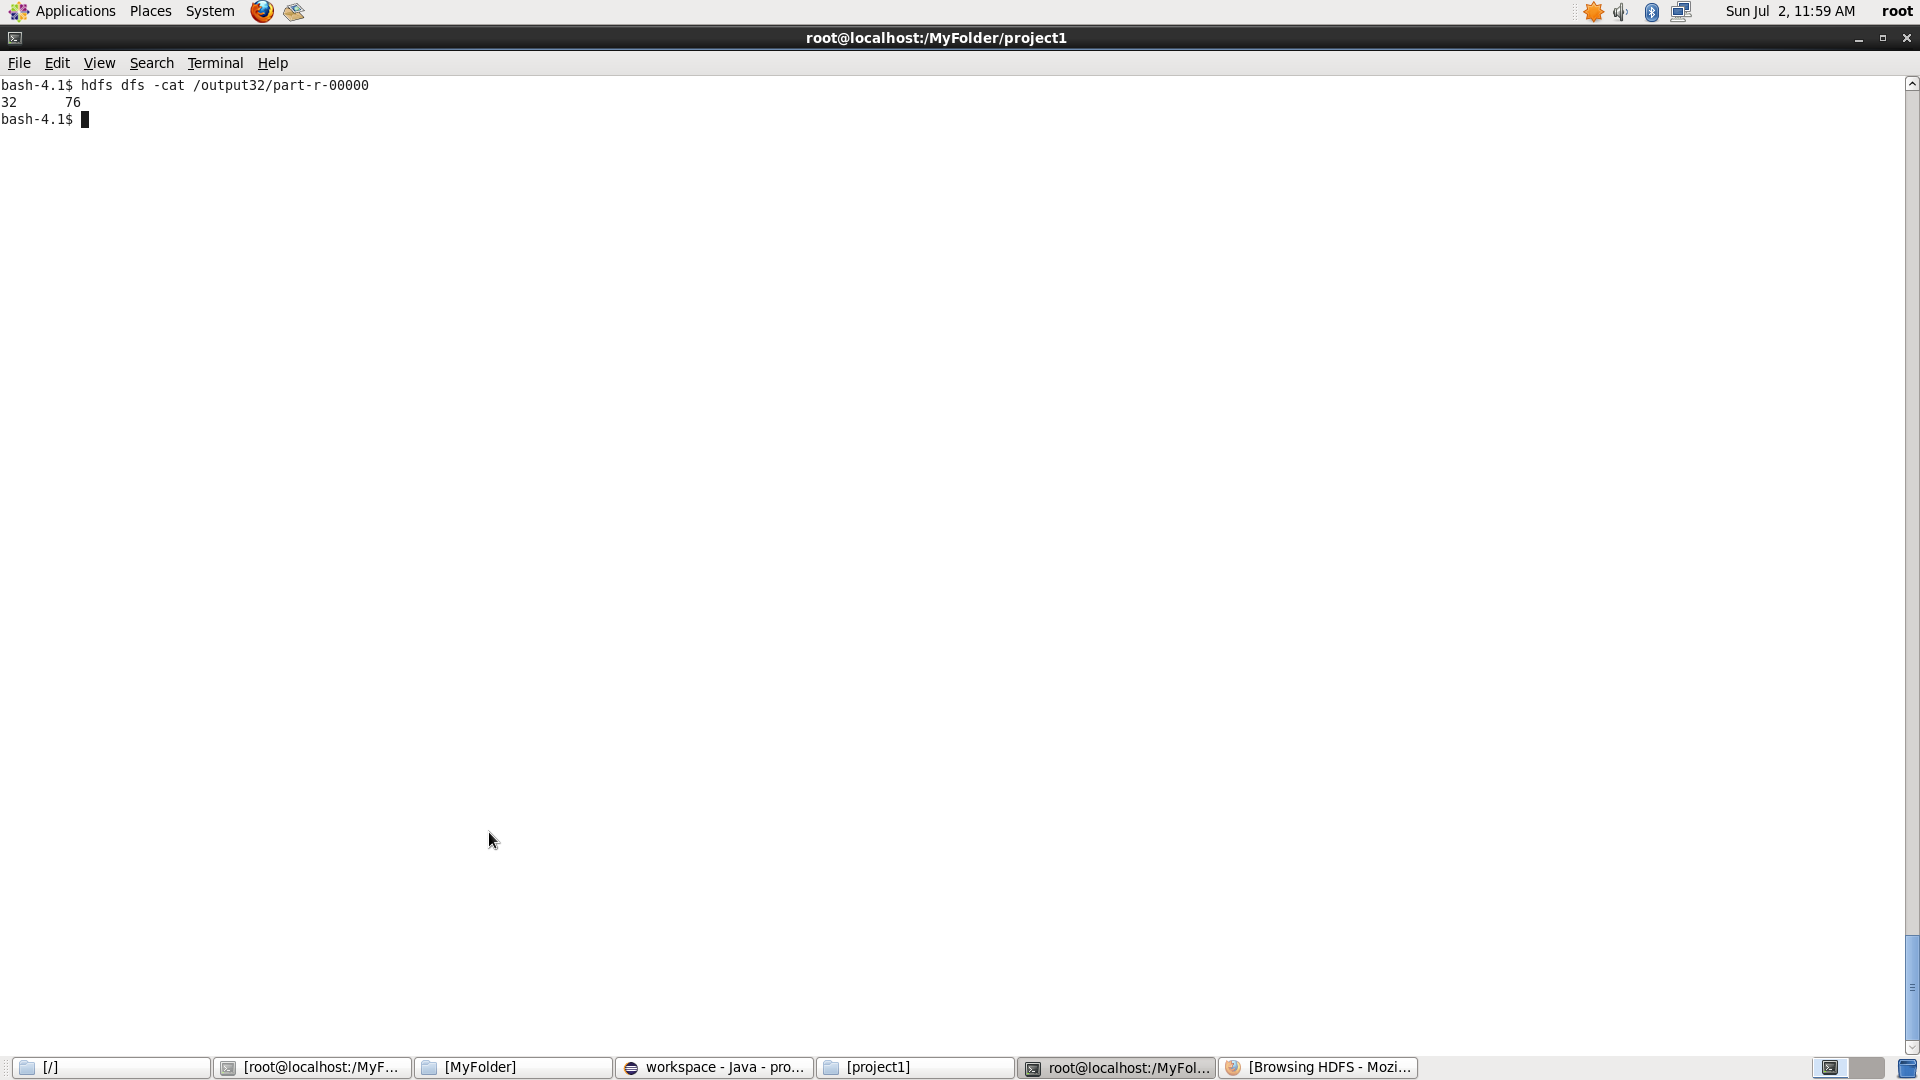 Applications Places System Sun Jul 2, 11:59 AM root
root@localhost:/MyFolder/project1
File Edit View Search Terminal Help
bash-4.1$ hdfs dfs -cat /output32/part-r-00000
32 76
bash-4.1$
[/] [root@localhost:/MyF... [MyFolder] workspace - Java - pro... [project1] root@localhost:/MyFol... [Browsing HDFS - Mozi...